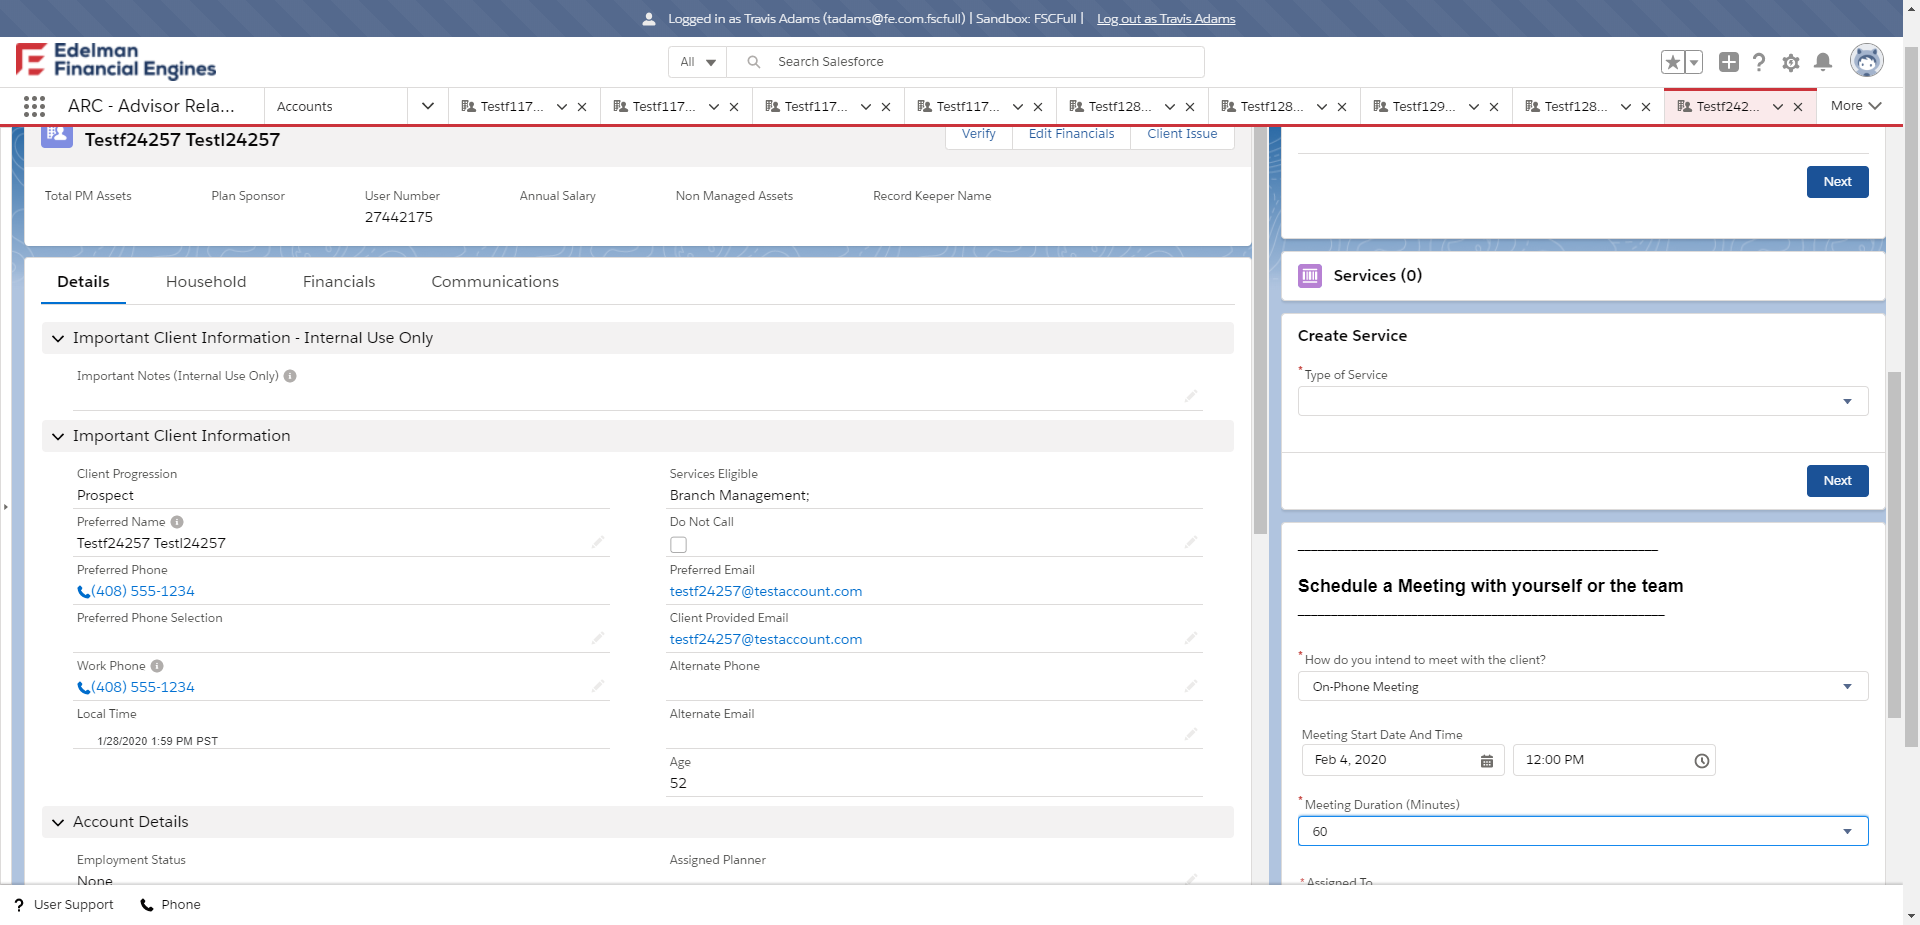 Logged in as Travis Adams (tadams@fe.com.fscfull) | Sandbox: FSCFull | Log out as Travis Adams
Edelman
Financial Engines
All
Search Salesforce
ARC - Advisor Rela...
Accounts
Testf117...
Testf117...
Testf117...
Testf117...
Testf128...
Testf128...
Testf129...
Testf128...
Testf242...
More
Testf24257 Testl24257
Verify
Edit Financials
Client Issue
Total PM Assets
Plan Sponsor
User Number
27442175
Annual Salary
Non Managed Assets
Record Keeper Name
Details
Household
Financials
Communications
Important Client Information - Internal Use Only
Important Notes (Internal Use Only)
Important Client Information
Client Progression
Prospect
Services Eligible
Branch Management;
Preferred Name
Testf24257 Testl24257
Do Not Call
Preferred Phone
(408) 555-1234
Preferred Email
testf24257@testaccount.com
Preferred Phone Selection
Client Provided Email
testf24257@testaccount.com
Work Phone
(408) 555-1234
Alternate Phone
Local Time
1/28/2020 1:59 PM PST
Alternate Email
Age
52
Account Details
Employment Status
None
Assigned Planner
Next
Services (0)
Create Service
*Type of Service
Next
Schedule a Meeting with yourself or the team
*How do you intend to meet with the client?
On-Phone Meeting
Meeting Start Date And Time
Feb 4, 2020
12:00 PM
*Meeting Duration (Minutes)
60
*Assigned To
? User Support
Phone